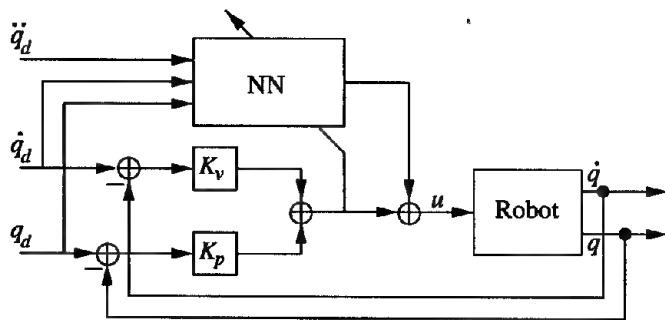 q̈_d
NN
q̇_d
K_v
q̇
u
Robot
q_d
q
K_p